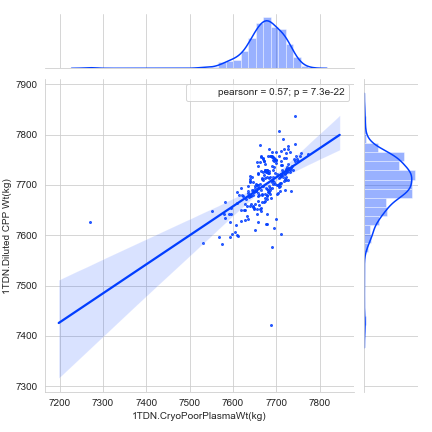 7900
pearsonr = 0.57; p = 7.3e-22
7800
7700
7600
7500
7400
7300
1TDN.Diluted CPP Wt(kg)
7200 7300 7400 7500 7600 7700 7800
1TDN.CryoPoorPlasmaWt(kg)